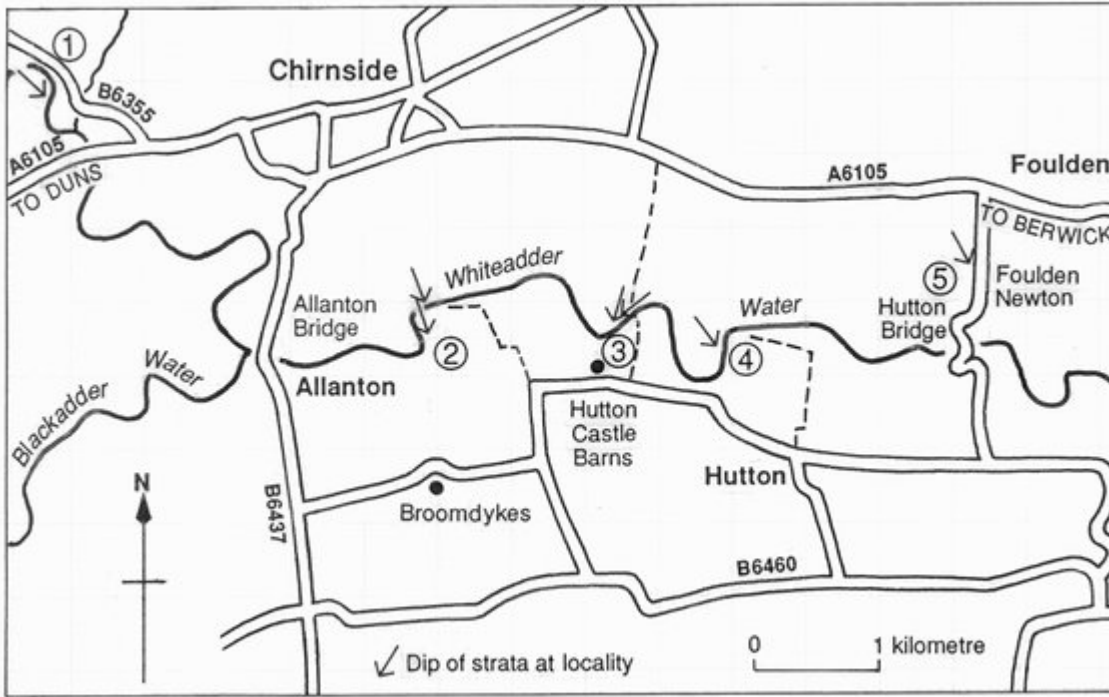 ①
Chirnside
B6355
A6105
TO DUNS
A6105
Foulden
TO BERWICK
Whiteadder
Water
⑤
Foulden
Newton
Allanton
Bridge
Hutton
Bridge
②
③
④
Allanton
Blackadder
Water
Hutton
Castle
Barns
N
B6437
Hutton
Broomdykes
B6460
0 1 kilometre
Dip of strata at locality